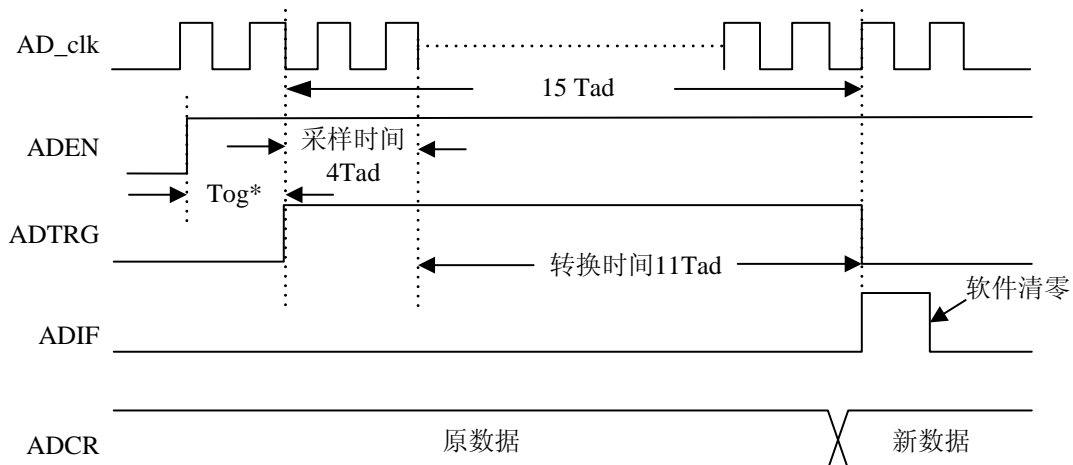 AD_clk
15 Tad
ADEN
采样时间
4Tad
Tog*
ADTRG
转换时间11Tad
软件清零
ADIF
ADCR
原数据
新数据